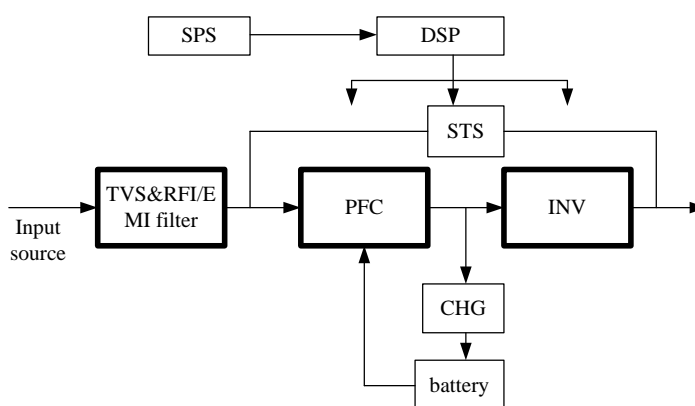 SPS
DSP
STS
TVS&RFI/E
MI filter
PFC
INV
Input
source
CHG
battery